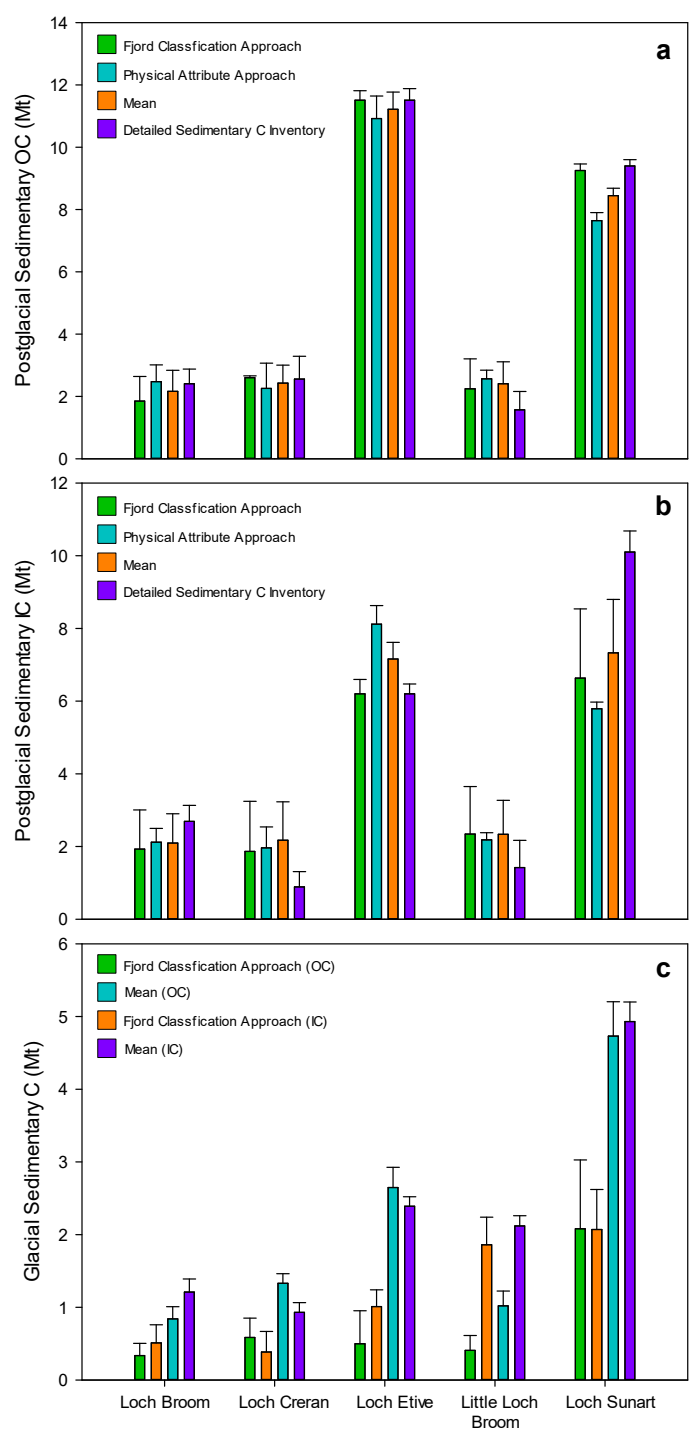 14
12
10
8
6
4
2
0
Postglacial Sedimentary OC (Mt)
Fjord Classfication Approach
Physical Attribute Approach
Mean
Detailed Sedimentary C Inventory
a
12
10
8
6
4
2
0
Postglacial Sedimentary IC (Mt)
Fjord Classfication Approach
Physical Attribute Approach
Mean
Detailed Sedimentary C Inventory
b
6
5
4
3
2
1
0
Glacial Sedimentary C (Mt)
Fjord Classfication Approach (OC)
Mean (OC)
Fjord Classfication Approach (IC)
Mean (IC)
c
Loch Broom
Loch Creran
Loch Etive
Little Loch
Broom
Loch Sunart